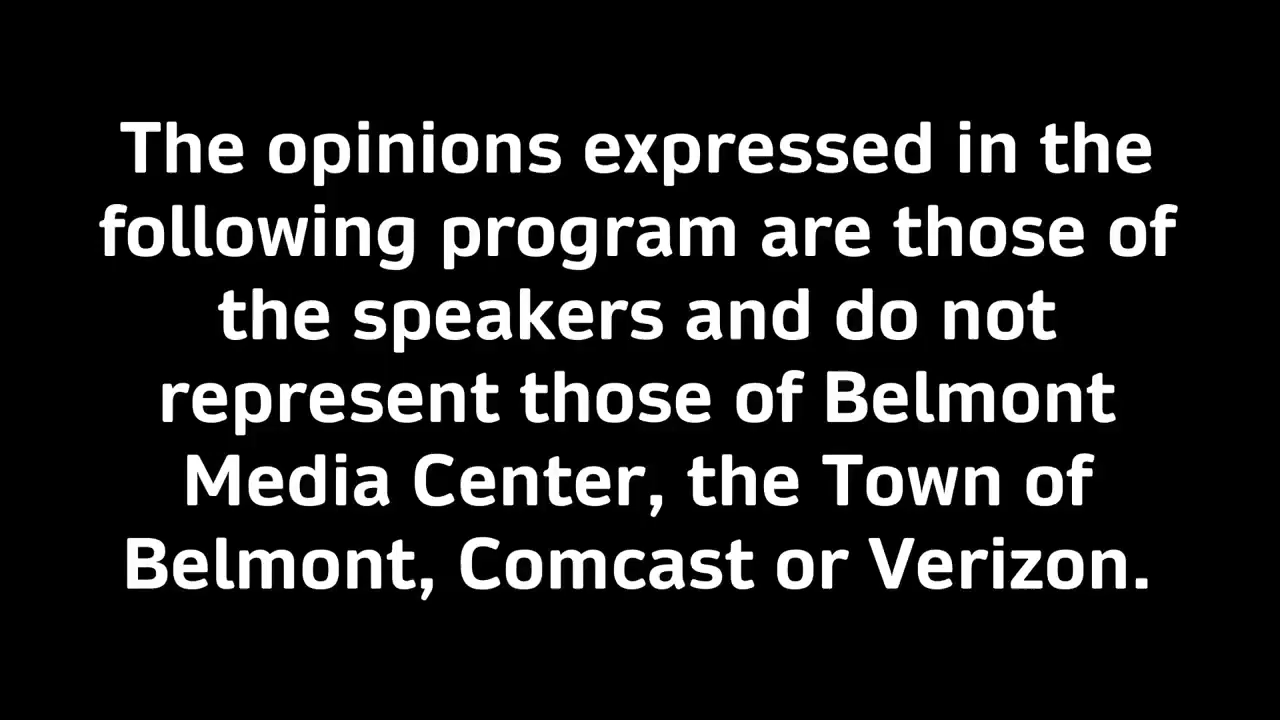 The opinions expressed in the
following program are those of
the speakers and do not
represent those of Belmont
Media Center, the Town of
Belmont, Comcast or Verizon.